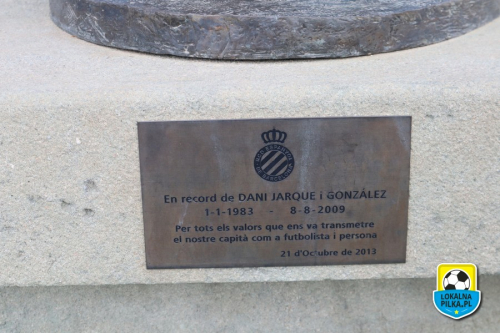 En record de DANI JARQUE i GONZÁLEZ
1-1-1983 - 8-8-2009
Per tots els valors que ens va transmetre
el nostre capità com a futbolista i persona
21 d'Octubre de 2013
LOKALNA
PILKA.PL